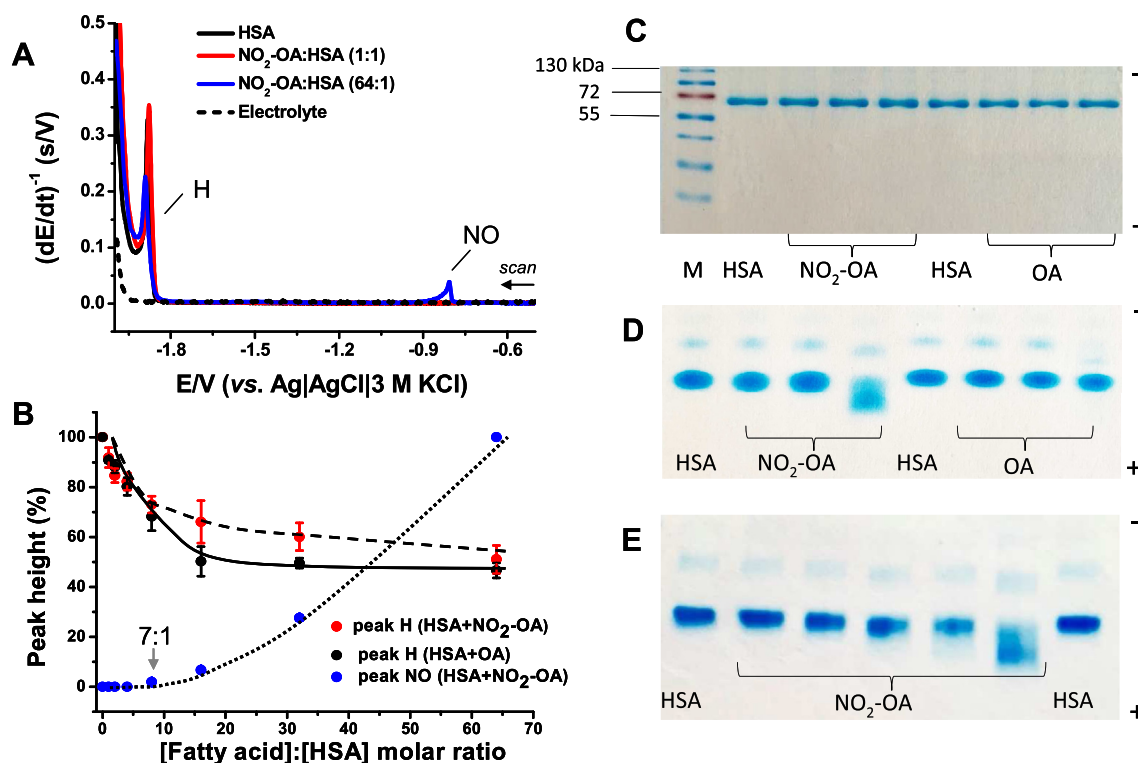 A
0.5
0.4
0.3
0.2
0.1
0.0
(dE/dt)⁻¹ (s/V)
HSA
NO₂-OA:HSA (1:1)
NO₂-OA:HSA (64:1)
Electrolyte
H
NO
scan
-1.8
-1.5
-1.2
-0.9
-0.6
E/V (vs. Ag|AgCl|3 M KCl)
B
100
80
60
40
20
0
Peak height (%)
7:1
peak H (HSA+NO₂-OA)
peak H (HSA+OA)
peak NO (HSA+NO₂-OA)
0 10 20 30 40 50 60 70
[Fatty acid]:[HSA] molar ratio
C
130 kDa
72
55
-
-
M HSA NO₂-OA HSA OA
D
-
+
HSA NO₂-OA HSA OA
E
-
+
HSA NO₂-OA HSA